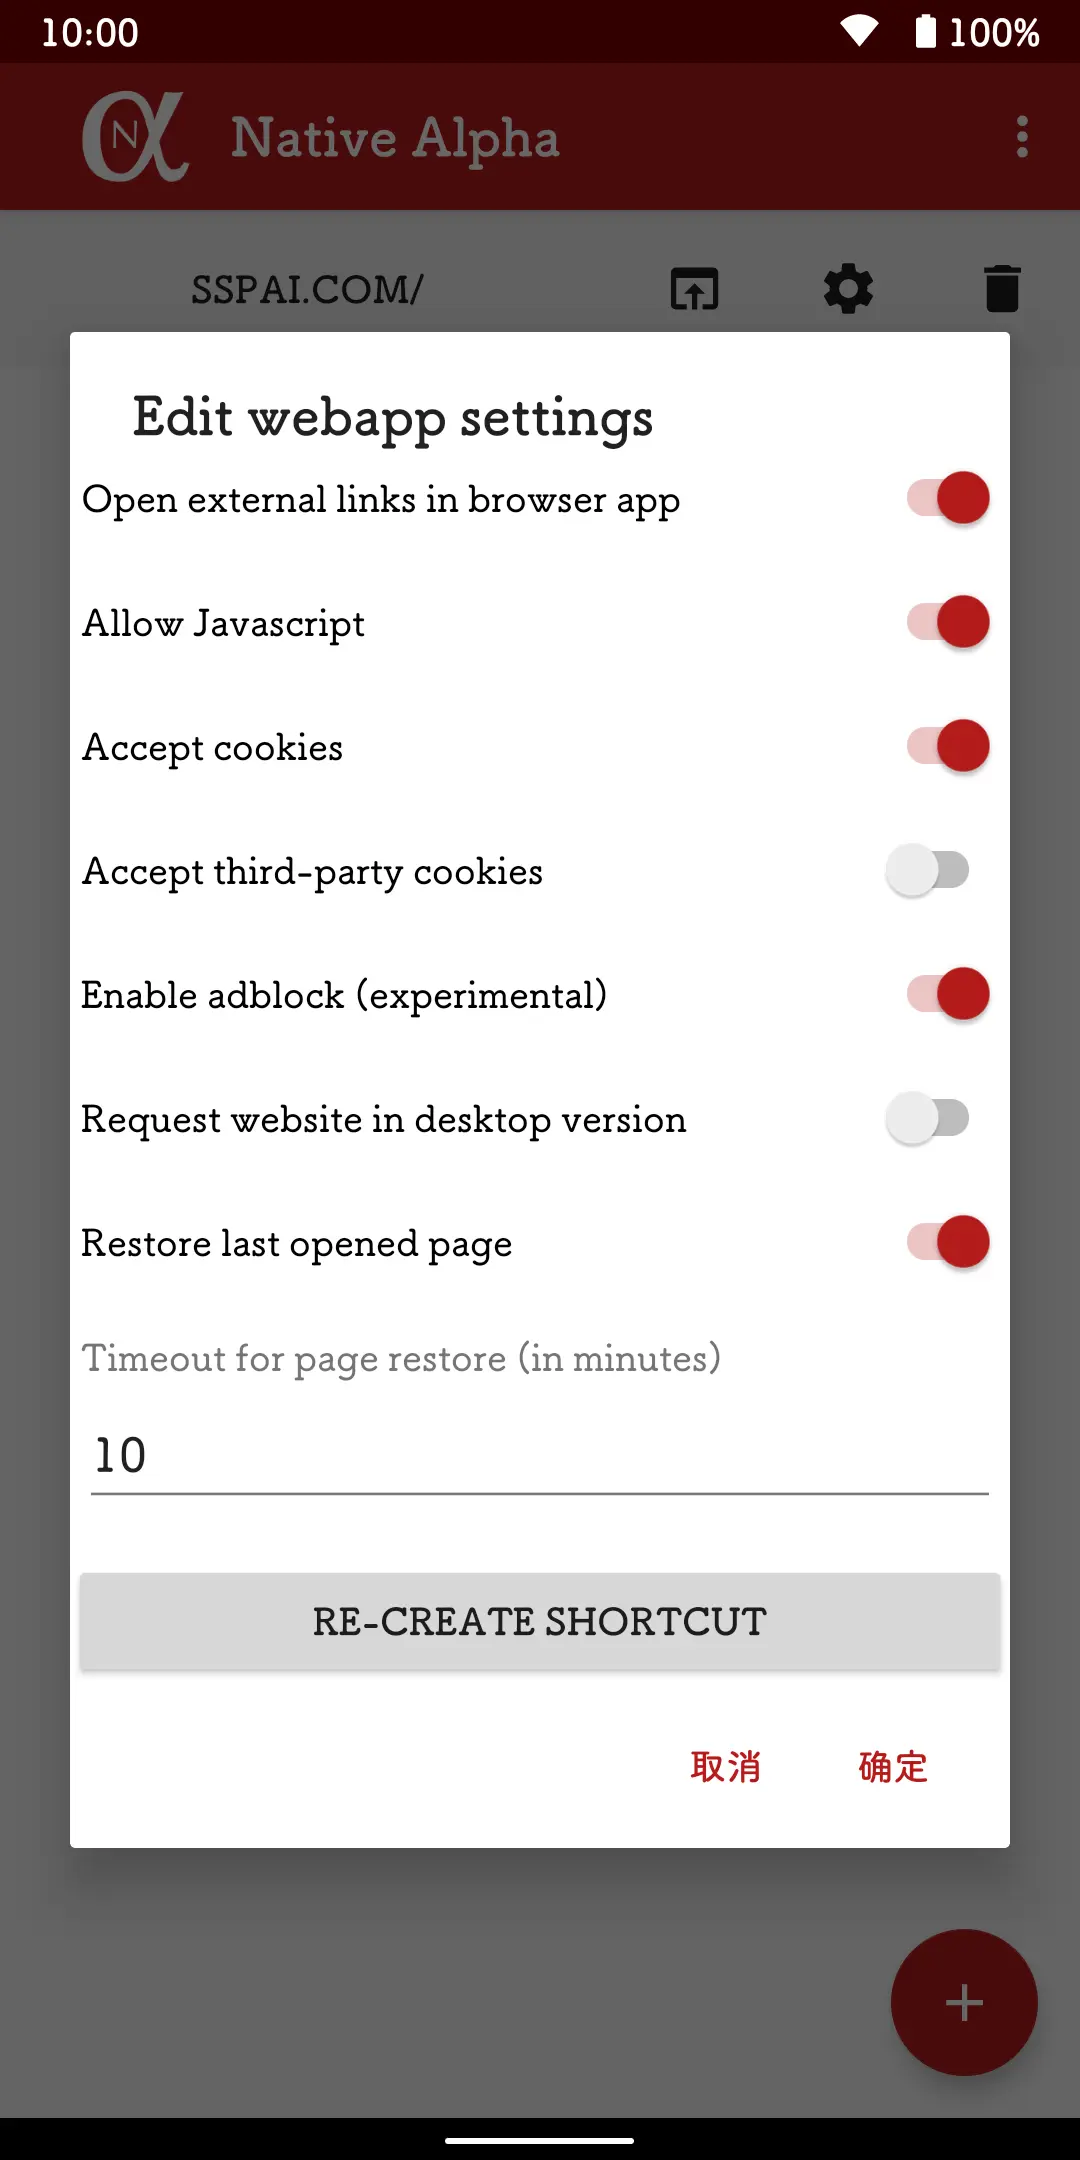 10:00
100%
N
Native Alpha
SSPAI.COM/
Edit webapp settings
Open external links in browser app
Allow Javascript
Accept cookies
Accept third-party cookies
Enable adblock (experimental)
Request website in desktop version
Restore last opened page
Timeout for page restore (in minutes)
10
RE-CREATE SHORTCUT
取消
确定